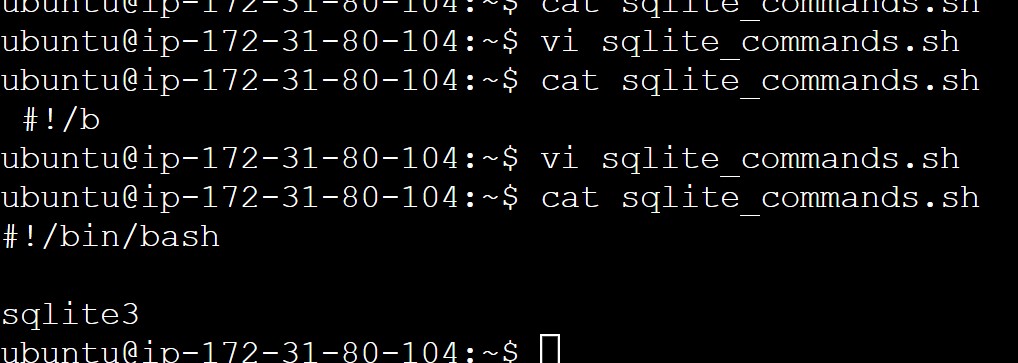 ubuntu@ip-172-31-80-104:~$ cat sqlite_commands.sh
ubuntu@ip-172-31-80-104:~$ vi sqlite_commands.sh
ubuntu@ip-172-31-80-104:~$ cat sqlite_commands.sh
 #!/b
ubuntu@ip-172-31-80-104:~$ vi sqlite_commands.sh
ubuntu@ip-172-31-80-104:~$ cat sqlite_commands.sh
#!/bin/bash

sqlite3
ubuntu@ip-172-31-80-104:~$